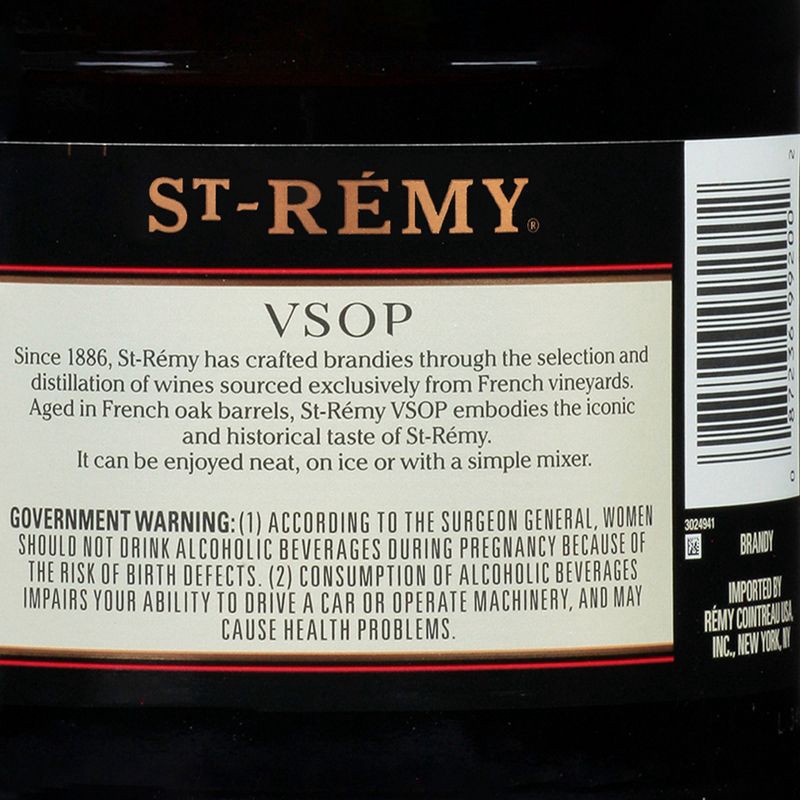 ST-RÉMY®
VSOP
Since 1886, St-Rémy has crafted brandies through the selection and
distillation of wines sourced exclusively from French vineyards.
Aged in French oak barrels, St-Rémy VSOP embodies the iconic
and historical taste of St-Rémy.
It can be enjoyed neat, on ice or with a simple mixer.
GOVERNMENT WARNING: (1) ACCORDING TO THE SURGEON GENERAL, WOMEN
SHOULD NOT DRINK ALCOHOLIC BEVERAGES DURING PREGNANCY BECAUSE OF
THE RISK OF BIRTH DEFECTS. (2) CONSUMPTION OF ALCOHOLIC BEVERAGES
IMPAIRS YOUR ABILITY TO DRIVE A CAR OR OPERATE MACHINERY, AND MAY
CAUSE HEALTH PROBLEMS.
0 87236 99200 2
3024941
BRANDY
IMPORTED BY
RÉMY COINTREAU USA,
INC., NEW YORK, NY